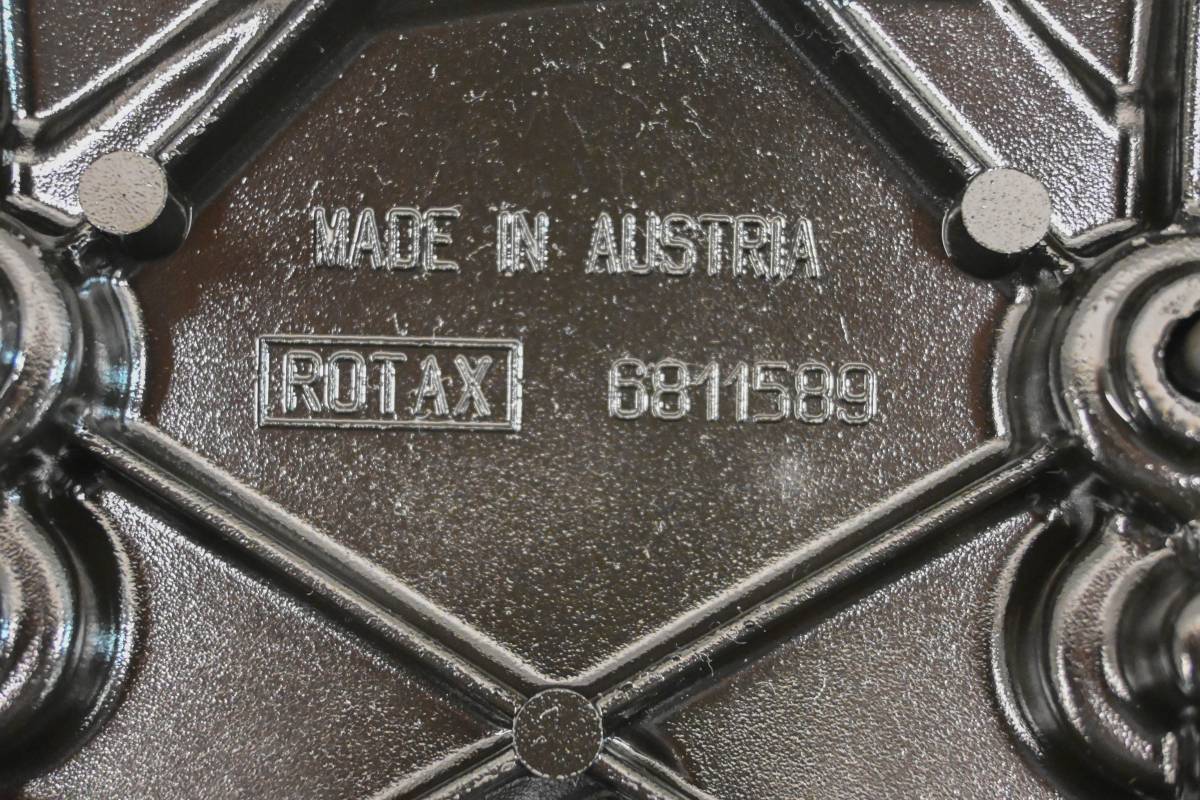 MADE IN AUSTRIA
ROTAX 6811589